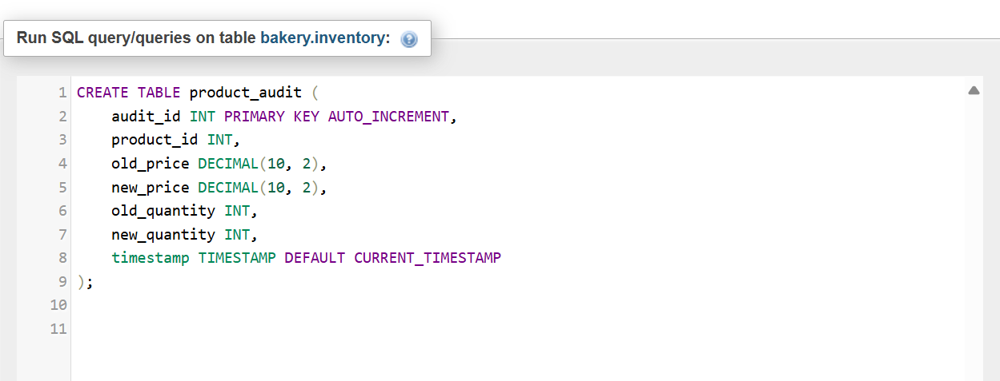 Run SQL query/queries on table bakery.inventory:
1 CREATE TABLE product_audit (
2     audit_id INT PRIMARY KEY AUTO_INCREMENT,
3     product_id INT,
4     old_price DECIMAL(10, 2),
5     new_price DECIMAL(10, 2),
6     old_quantity INT,
7     new_quantity INT,
8     timestamp TIMESTAMP DEFAULT CURRENT_TIMESTAMP
9 );
10
11